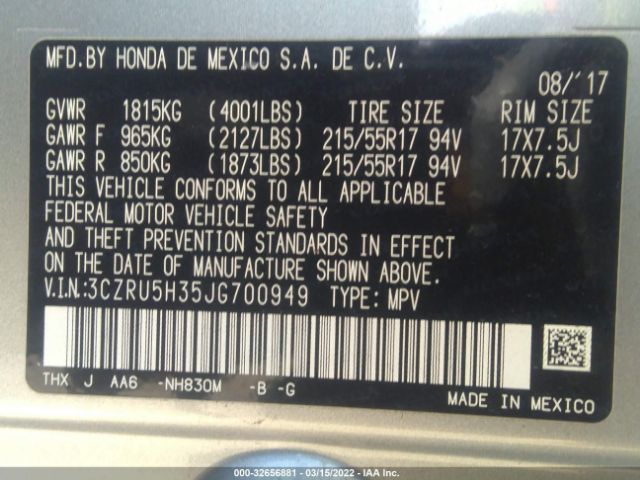 MFD.BY HONDA DE MEXICO S.A. DE C.V.
08/'17
GVWR 1815KG (4001LBS) TIRE SIZE RIM SIZE
GAWR F 965KG (2127LBS) 215/55R17 94V 17X7.5J
GAWR R 850KG (1873LBS) 215/55R17 94V 17X7.5J
THIS VEHICLE CONFORMS TO ALL APPLICABLE
FEDERAL MOTOR VEHICLE SAFETY
AND THEFT PREVENTION STANDARDS IN EFFECT
ON THE DATE OF MANUFACTURE SHOWN ABOVE.
V.I.N.:3CZRU5H35JG700949 TYPE: MPV
THX J AA6 -NH830M -B -G
MADE IN MEXICO
000-32656881 - 03/15/2022 - IAA Inc.